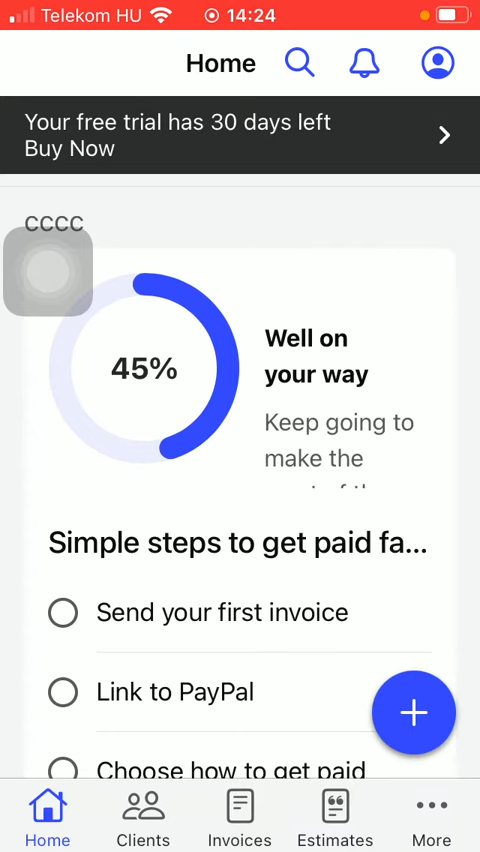 Telekom HU 14:24
Home
Your free trial has 30 days left
Buy Now
cccc
45%
Well on
your way
Keep going to
make the
Simple steps to get paid fa...
Send your first invoice
Link to PayPal
Choose how to get paid
Home Clients Invoices Estimates More